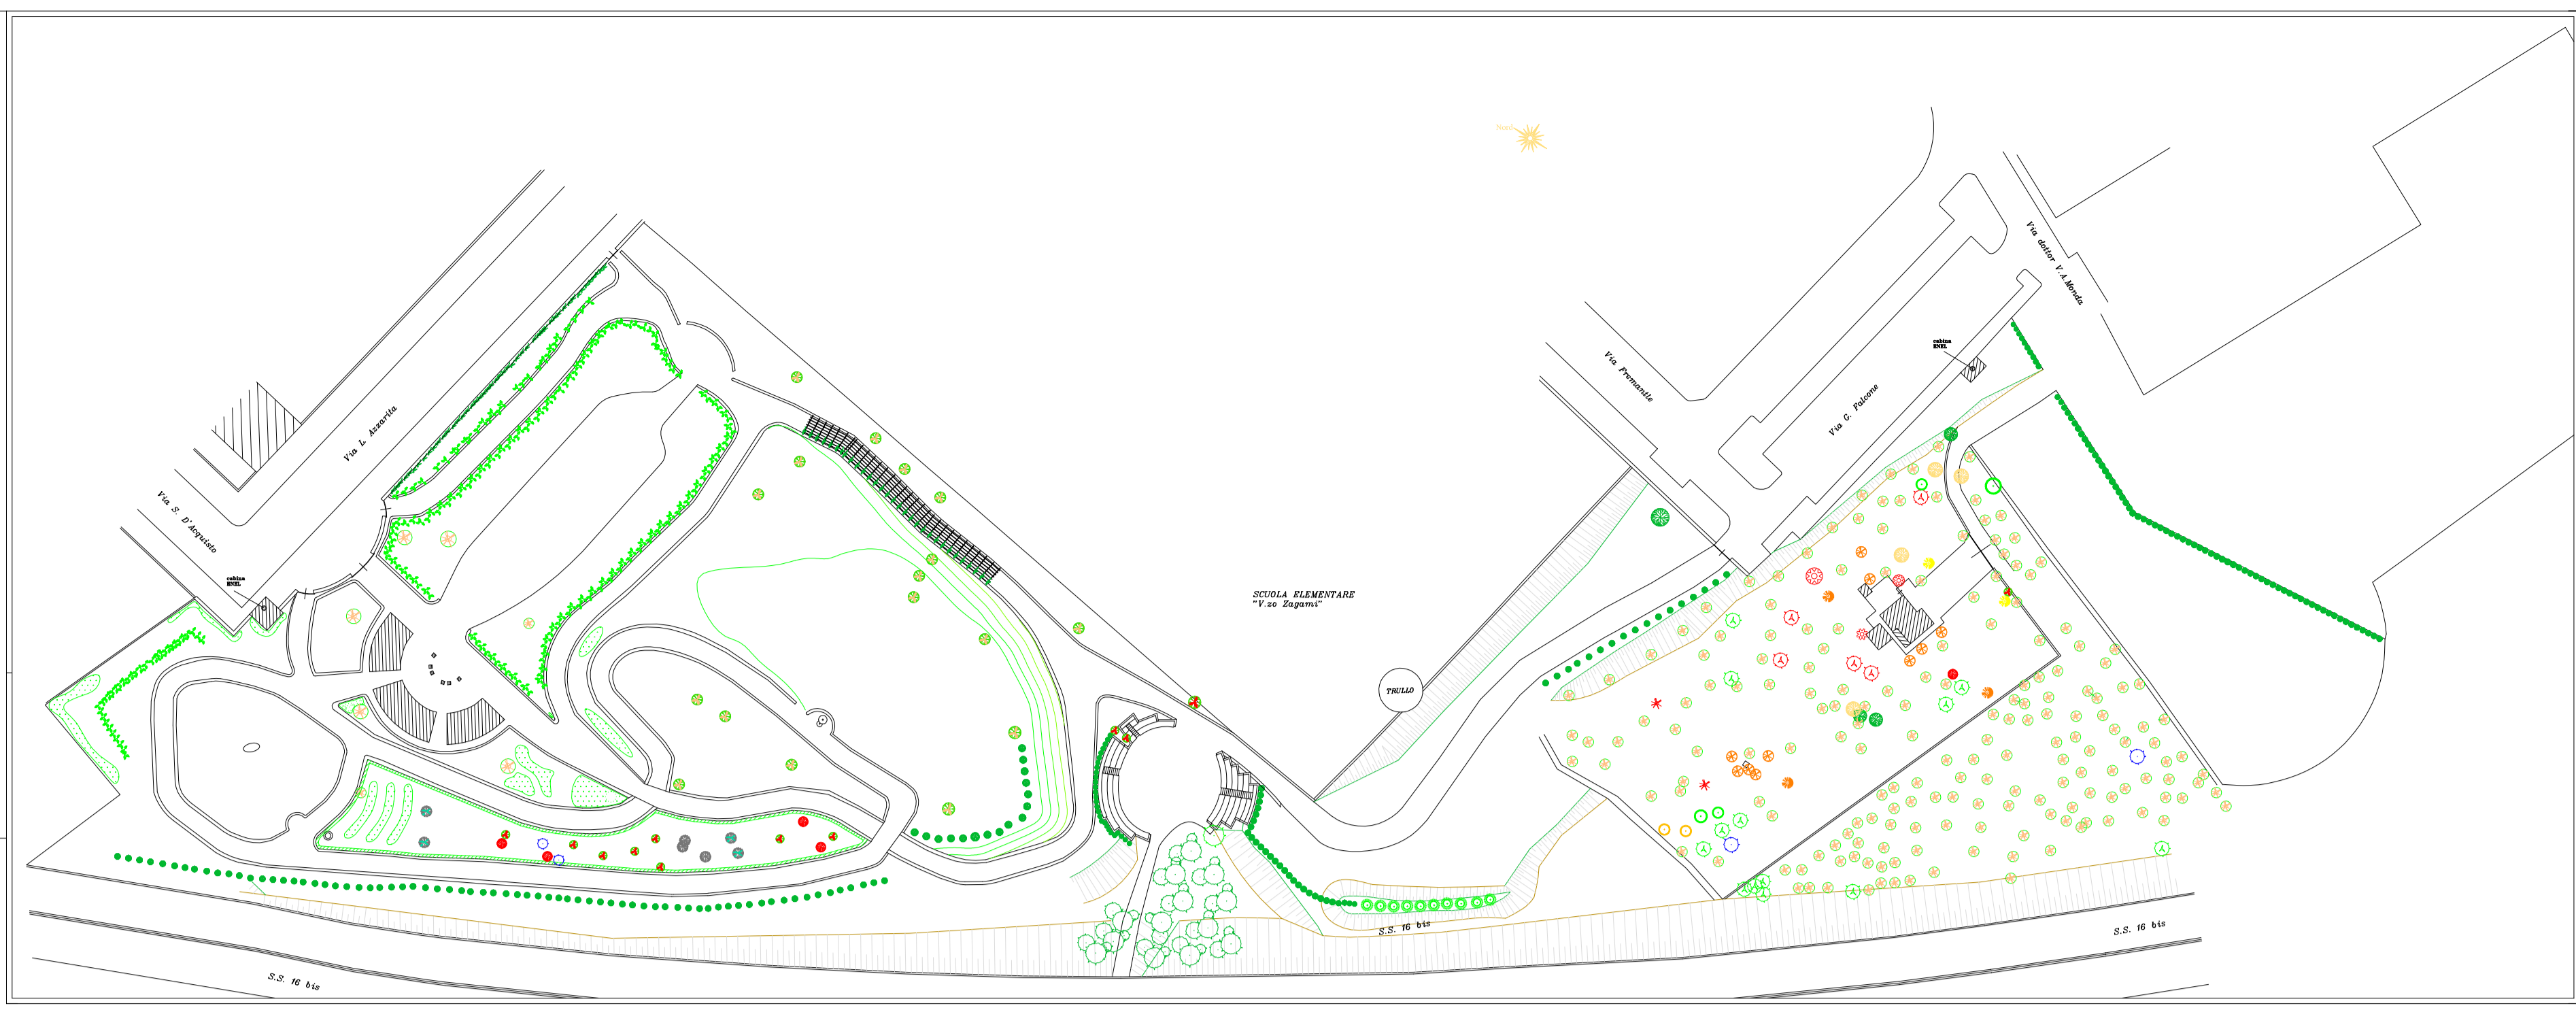 Nord
Via dottor V.A.Monda
cabina
ENEL
Via Fremantle
Via G. Falcone
Via L. Azzarita
Via S. D'Acquisto
cabina
ENEL
SCUOLA ELEMENTARE
"V.zo Zagami"
TRULLO
S.S. 16 bis
S.S. 16 bis
S.S. 16 bis